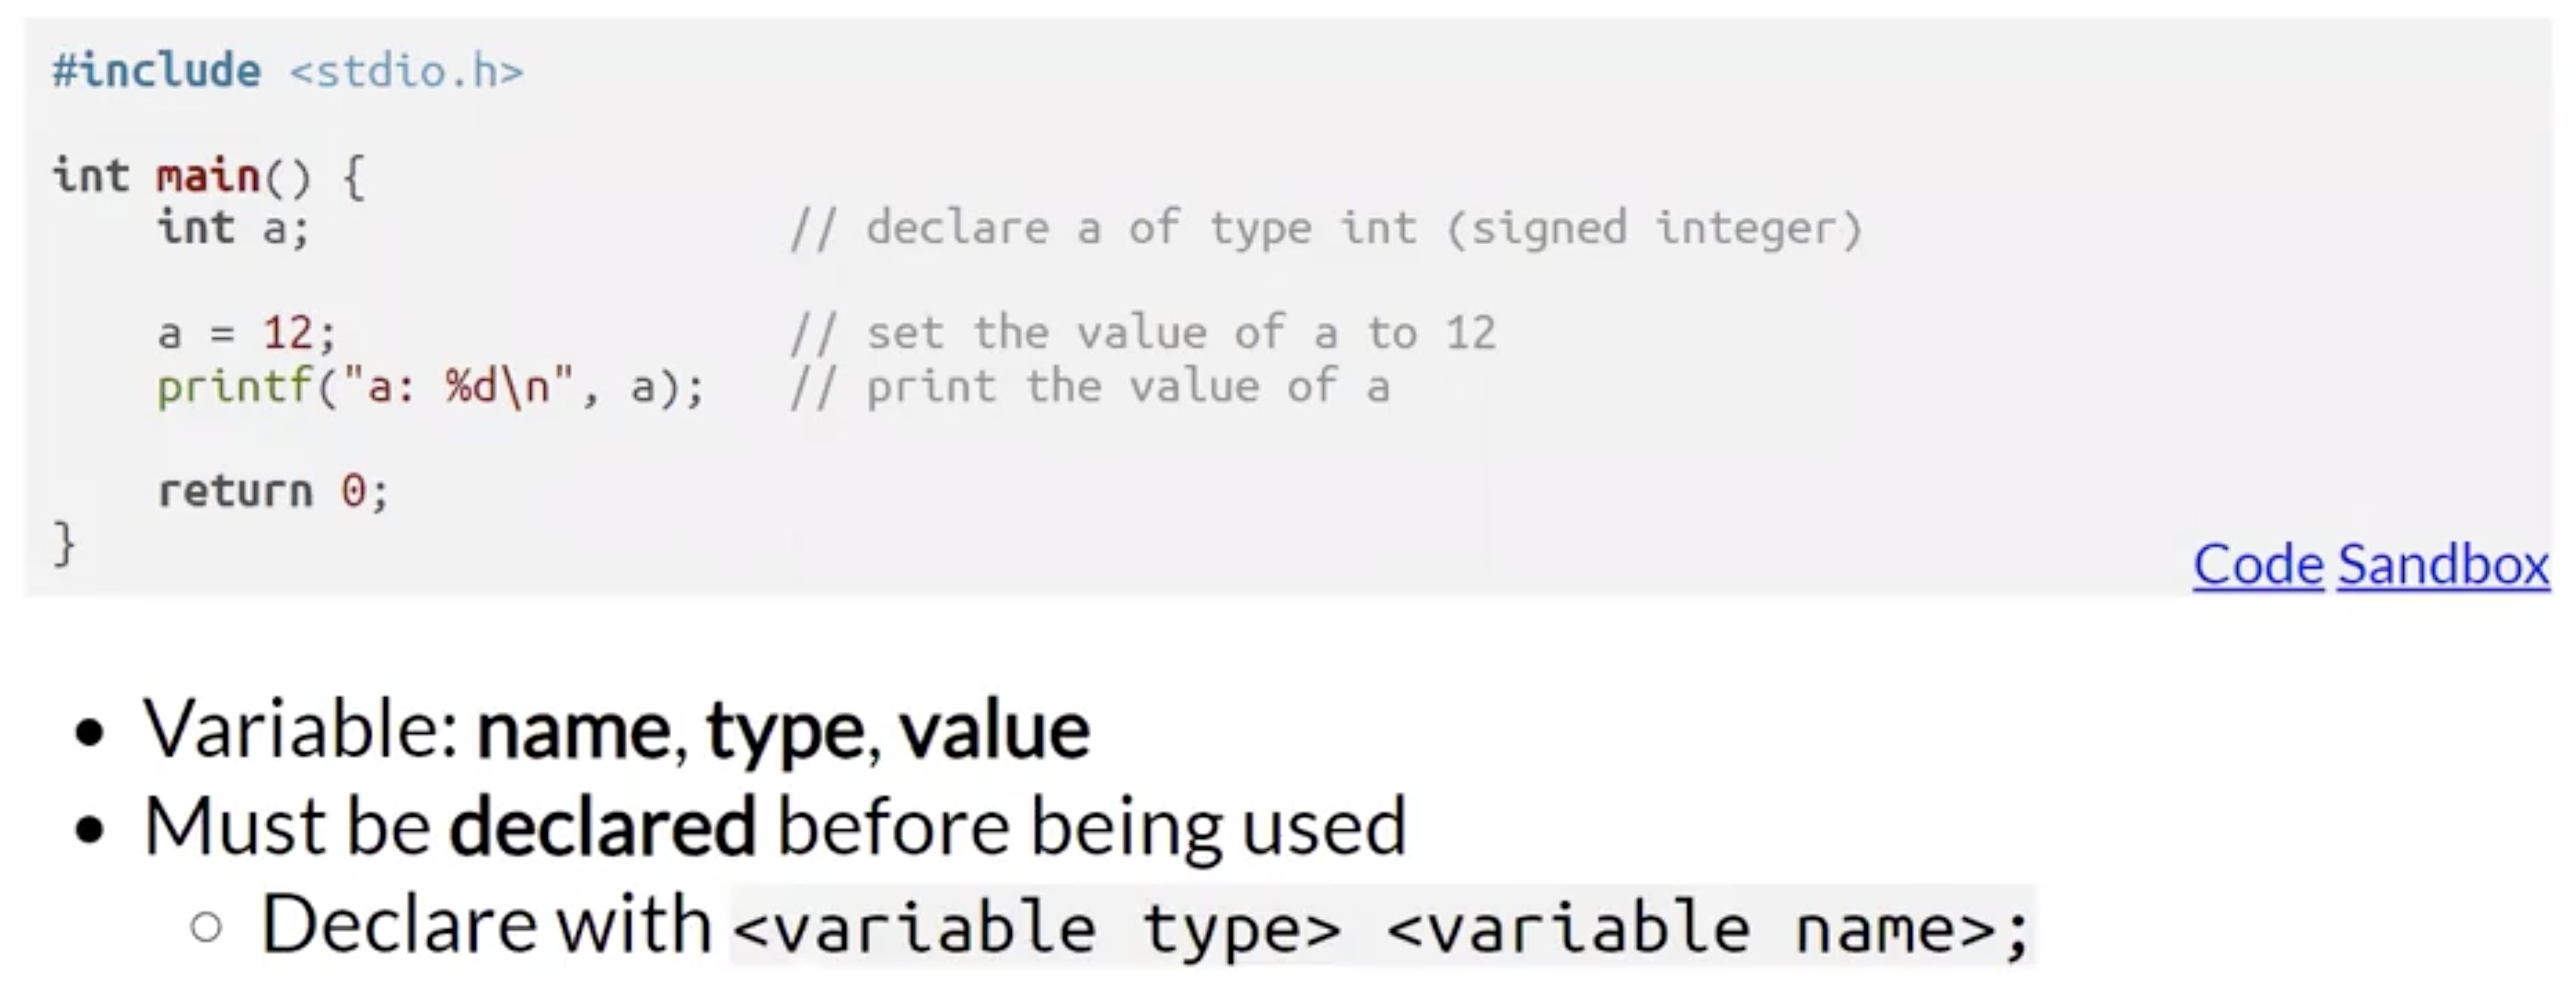 #include <stdio.h>
int main() {
int a; // declare a of type int (signed integer)
a = 12; // set the value of a to 12
printf("a: %d\n", a); // print the value of a
return 0;
}
Code Sandbox
• Variable: name, type, value
• Must be declared before being used
○ Declare with <variable type> <variable name>;